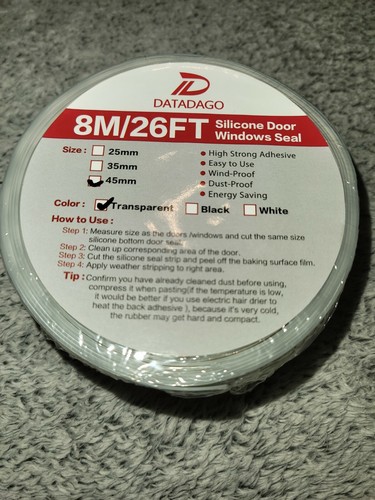 DATADAGO
8M/26FT Silicone Door
Windows Seal
Size : 25mm
35mm
45mm
• High Strong Adhesive
• Easy to Use
• Wind-Proof
• Dust-Proof
• Energy Saving
Color : Transparent Black White
How to Use :
Step 1: Measure size as the doors /windows and cut the same size
silicone bottom door seal.
Step 2: Clean up corresponding area of the door.
Step 3: Cut the silicone seal strip and peel off the baking surface film.
Step 4: Apply weather stripping to right area.
Tip : Confirm you have already cleaned dust before using,
compress it when pasting(if the temperature is low,
it would be better if you use electric hair drier to
heat the back adhesive ), because it's very cold,
the rubber may get hard and compact.